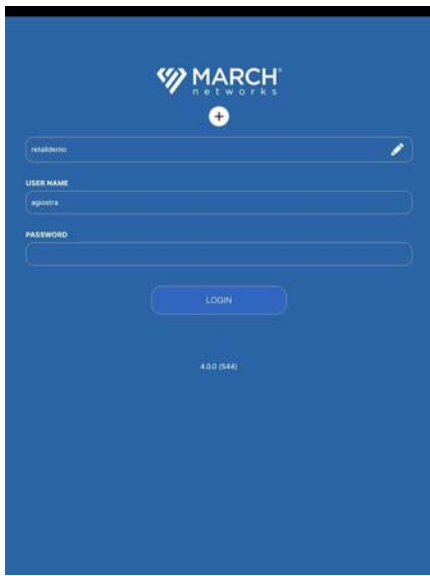 MARCH
networks
retaildemo
USER NAME
agiostra
PASSWORD
LOGIN
4.0.0 (544)